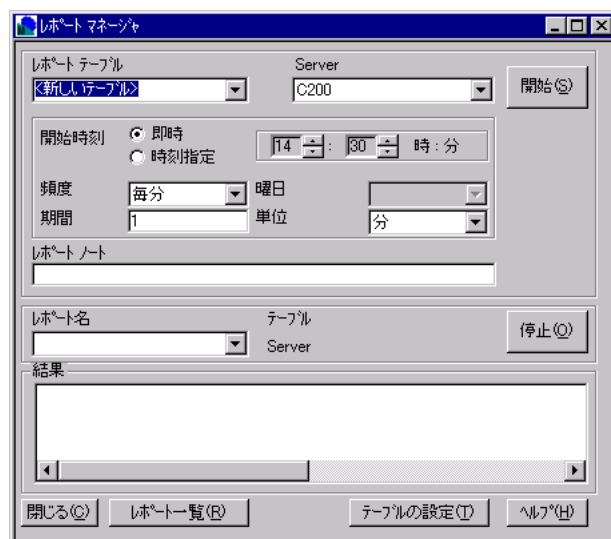 ﾚﾎﾟｰﾄ ﾏﾈｰｼﾞｬ
ﾚﾎﾟｰﾄ ﾃｰﾌﾞﾙ Server
<新しいﾃｰﾌﾞﾙ> C200 開始(S)
開始時刻 即時 14 : 30 時 : 分
時刻指定
頻度 毎分 曜日
期間 1 単位 分
ﾚﾎﾟｰﾄ ﾉｰﾄ
ﾚﾎﾟｰﾄ名 ﾃｰﾌﾞﾙ 停止(O)
Server
結果
閉じる(C) ﾚﾎﾟｰﾄ一覧(R) ﾃｰﾌﾞﾙの設定(T) ﾍﾙﾌﾟ(H)